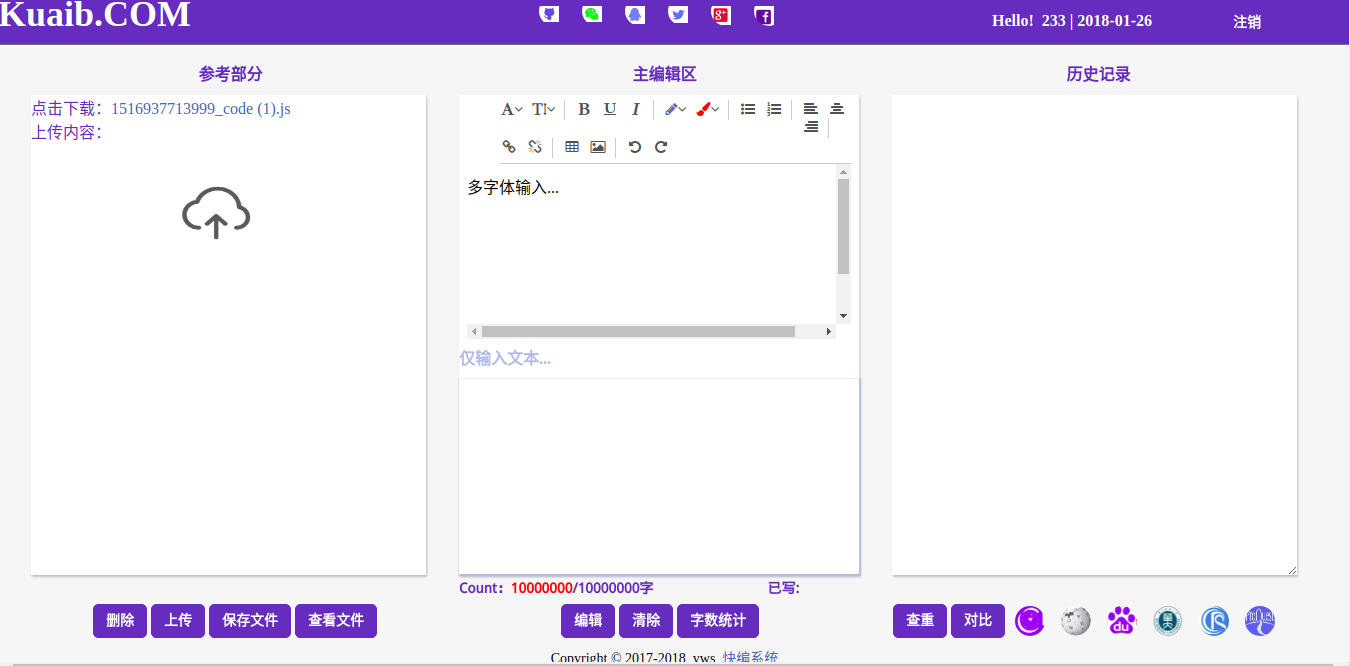 Kuaib.COM
Hello! 233 | 2018-01-26
注销
参考部分
主编辑区
历史记录
点击下载：1516937713999_code (1).js
上传内容：
多字体输入...
仅输入文本...
Count：10000000/10000000字
已写:
删除 上传 保存文件 查看文件
编辑 清除 字数统计
查重 对比
du
ProQuest
Copyright © 2017-2018 yws 快编系统